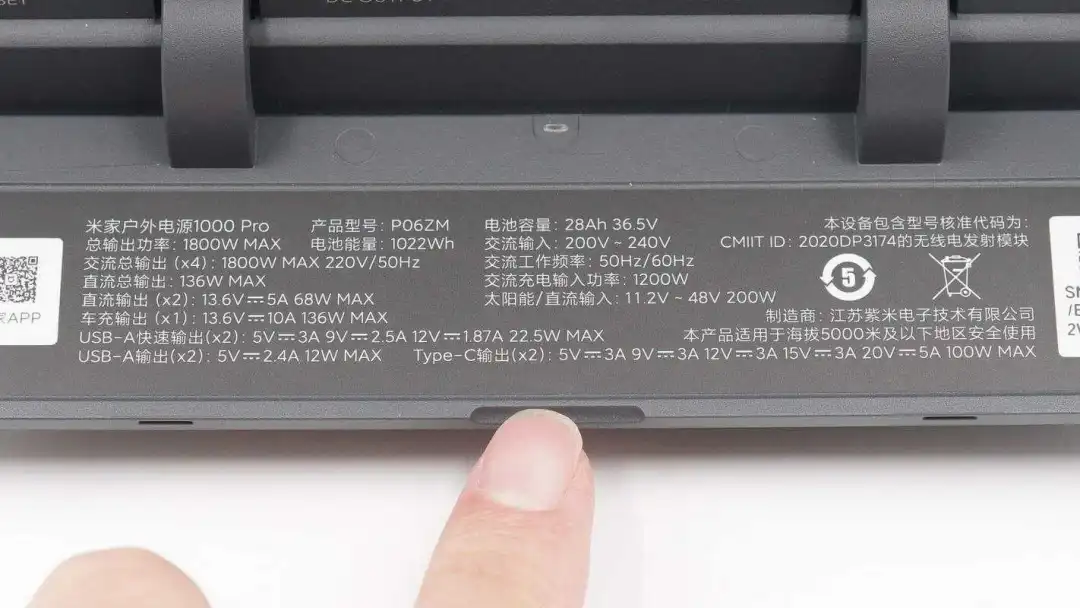 DC OUTPUT
米家户外电源1000 Pro 产品型号: P06ZM
总输出功率: 1800W MAX 电池能量: 1022Wh
交流总输出 (x4): 1800W MAX 220V/50Hz
直流总输出: 136W MAX
直流输出 (x2): 13.6V⎓5A 68W MAX
车充输出 (x1): 13.6V⎓10A 136W MAX
USB-A快速输出(x2): 5V⎓3A 9V⎓2.5A 12V⎓1.87A 22.5W MAX
USB-A输出(x2): 5V⎓2.4A 12W MAX Type-C输出(x2): 5V⎓3A 9V⎓3A 12V⎓3A 15V⎓3A 20V⎓5A 100W MAX
电池容量: 28Ah 36.5V
交流输入: 200V ~ 240V
交流工作频率: 50Hz/60Hz
交流充电输入功率: 1200W
太阳能/直流输入: 11.2V ~ 48V 200W
本设备包含型号核准代码为:
CMIIT ID: 2020DP3174的无线电发射模块
5
制造商: 江苏紫米电子技术有限公司
本产品适用于海拔5000米及以下地区安全使用
APP